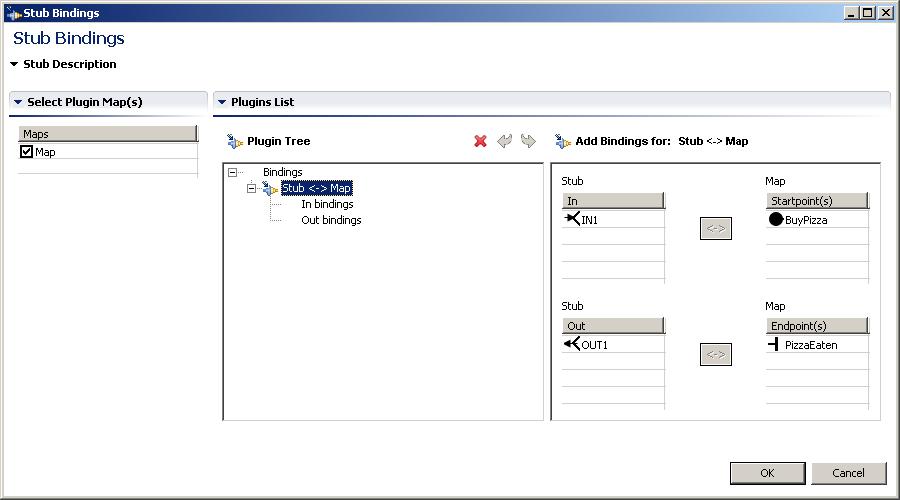 Stub Bindings
Stub Bindings
Stub Description
Select Plugin Map(s)
Maps
Map
Plugins List
Plugin Tree
Bindings
Stub <-> Map
In bindings
Out bindings
Add Bindings for: Stub <-> Map
Stub Map
In <-> Startpoint(s)
IN1 BuyPizza
Stub Map
Out <-> Endpoint(s)
OUT1 PizzaEaten
OK Cancel